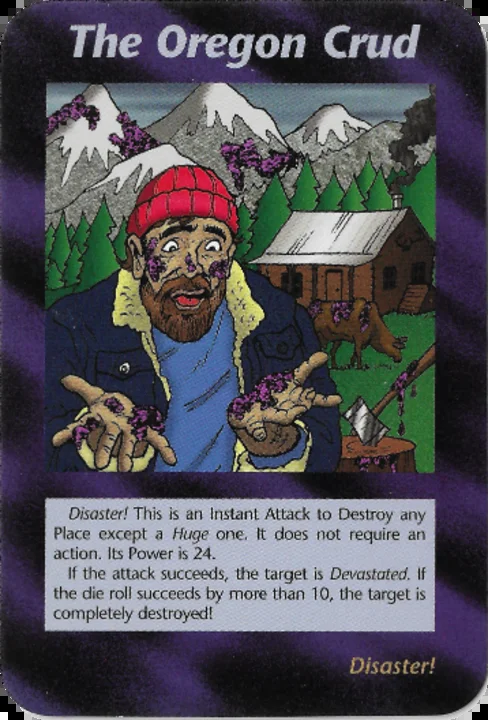 The Oregon Crud
Disaster! This is an Instant Attack to Destroy any
Place except a Huge one. It does not require an
action. Its Power is 24.
If the attack succeeds, the target is Devastated. If
the die roll succeeds by more than 10, the target is
completely destroyed!
Disaster!